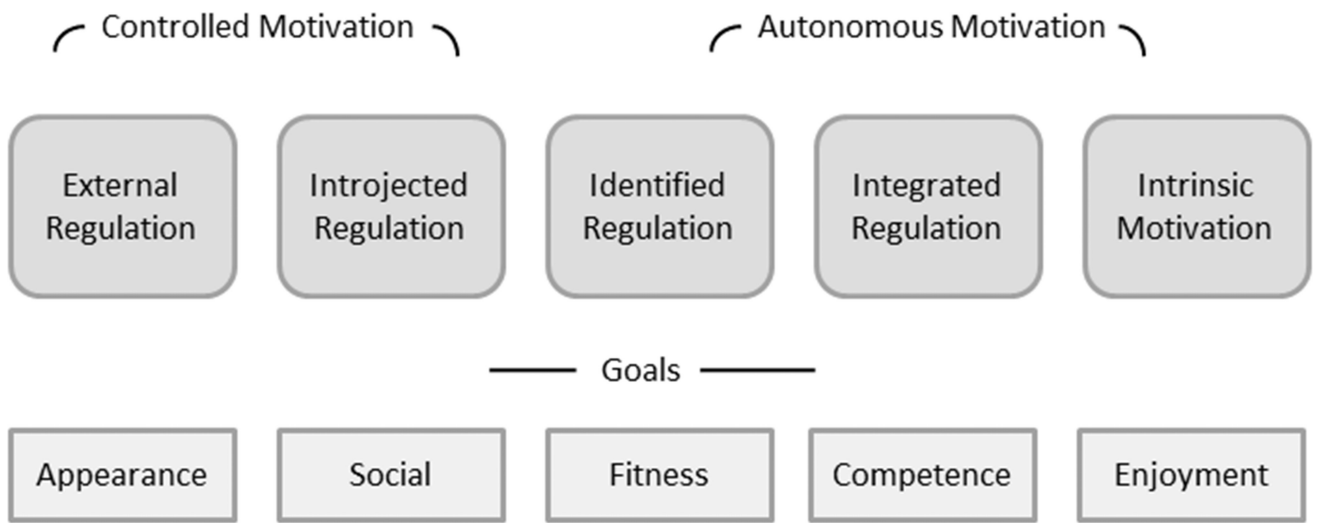 Controlled Motivation
Autonomous Motivation
External
Regulation
Introjected
Regulation
Identified
Regulation
Integrated
Regulation
Intrinsic
Motivation
Goals
Appearance
Social
Fitness
Competence
Enjoyment